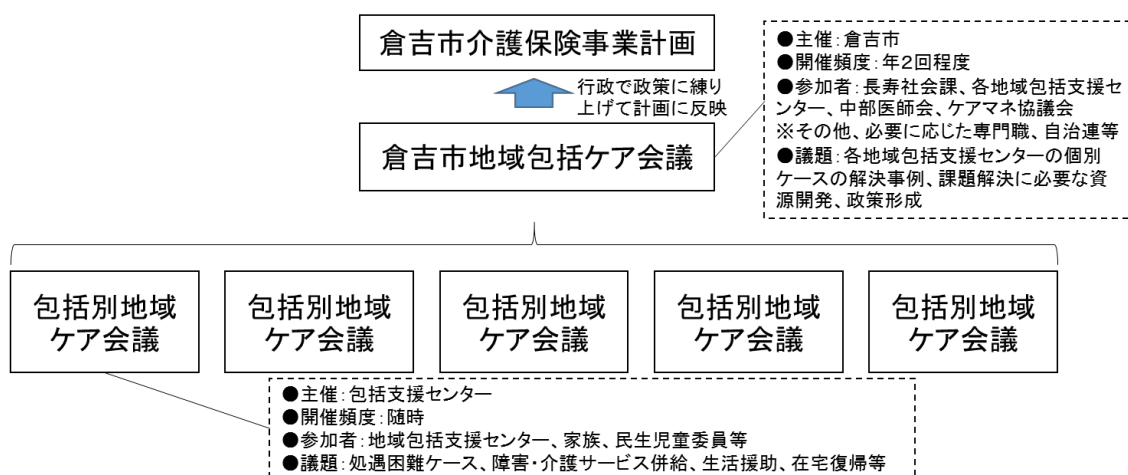 倉吉市介護保険事業計画
行政で政策に練り
上げて計画に反映
倉吉市地域包括ケア会議
●主催:倉吉市
●開催頻度:年2回程度
●参加者:長寿社会課、各地域包括支援セ
ンター、中部医師会、ケアマネ協議会
※その他、必要に応じた専門職、自治連等
●議題:各地域包括支援センターの個別
ケースの解決事例、課題解決に必要な資
源開発、政策形成
包括別地域
ケア会議
包括別地域
ケア会議
包括別地域
ケア会議
包括別地域
ケア会議
包括別地域
ケア会議
●主催:包括支援センター
●開催頻度:随時
●参加者:地域包括支援センター、家族、民生児童委員等
●議題:処遇困難ケース、障害・介護サービス併給、生活援助、在宅復帰等